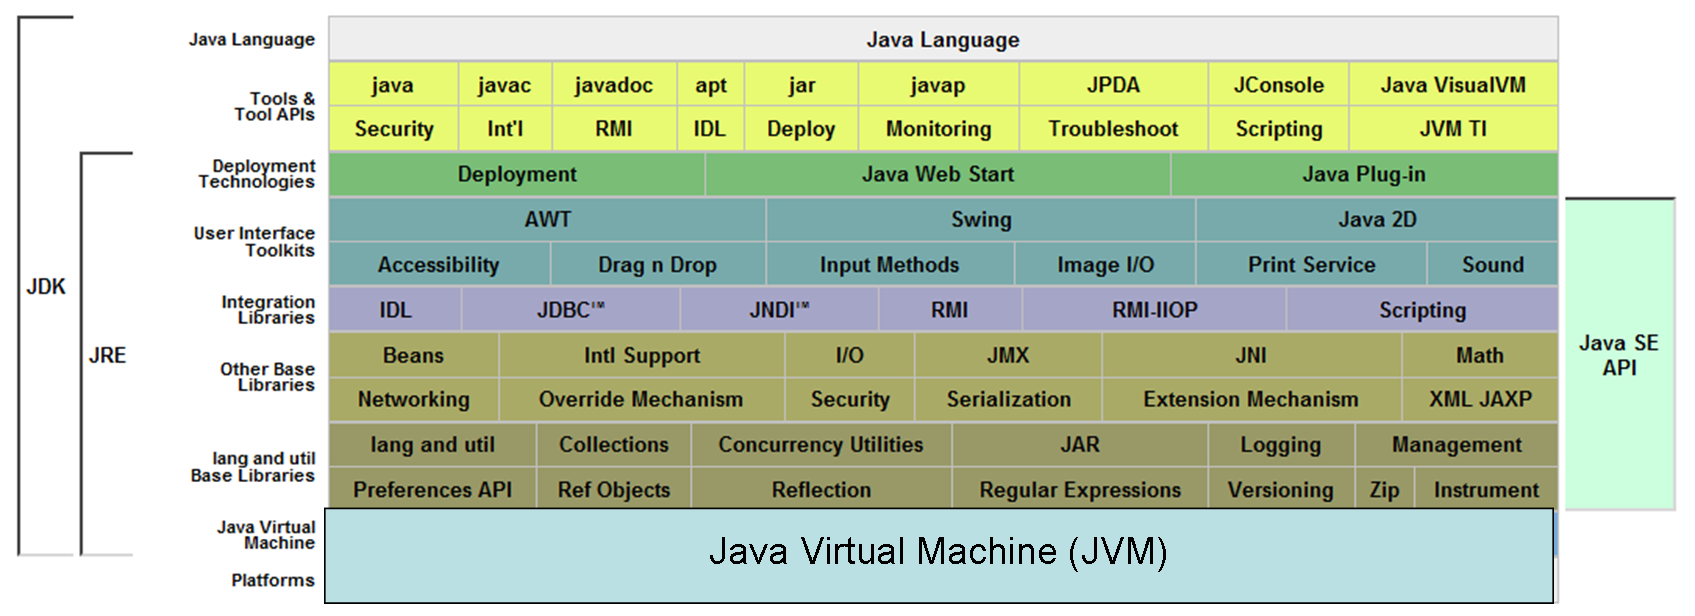 Java Language
Java Language
Tools &
Tool APIs
java javac javadoc apt jar javap JPDA JConsole Java VisualVM
Security Int'l RMI IDL Deploy Monitoring Troubleshoot Scripting JVM TI
Deployment
Technologies
Deployment Java Web Start Java Plug-in
User Interface
Toolkits
AWT Swing Java 2D
Accessibility Drag n Drop Input Methods Image I/O Print Service Sound
JDK
Integration
Libraries
IDL JDBC™ JNDI™ RMI RMI-IIOP Scripting
JRE
Other Base
Libraries
Beans Intl Support I/O JMX JNI Math
Networking Override Mechanism Security Serialization Extension Mechanism XML JAXP
Java SE
API
lang and util
Base Libraries
lang and util Collections Concurrency Utilities JAR Logging Management
Preferences API Ref Objects Reflection Regular Expressions Versioning Zip Instrument
Java Virtual
Machine
Java Virtual Machine (JVM)
Platforms